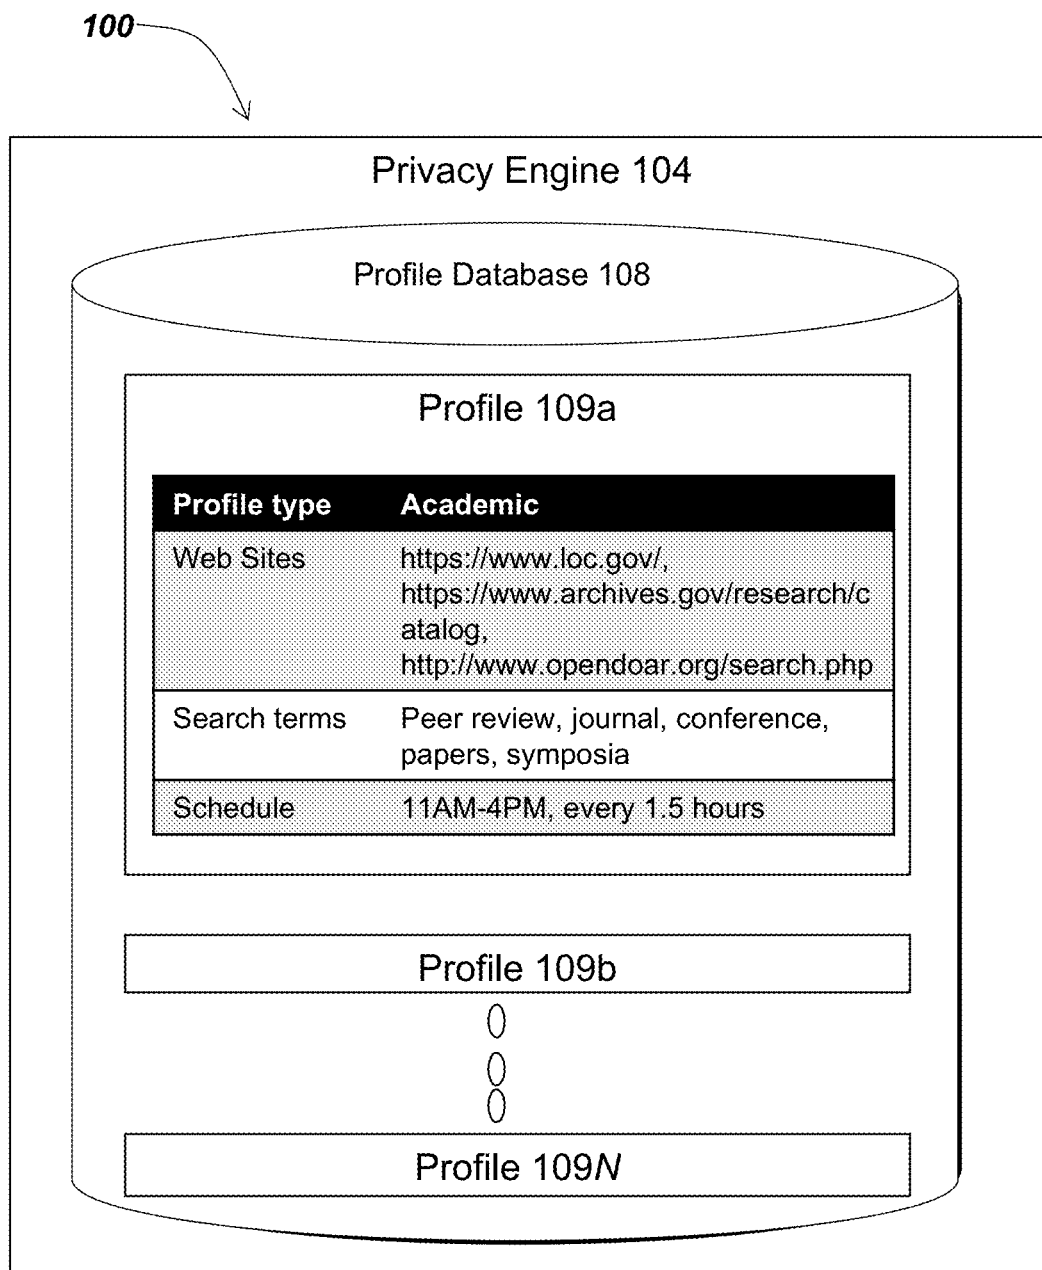 100
Privacy Engine 104
Profile Database 108
Profile 109a
Profile type Academic
Web Sites https://www.loc.gov/,
https://www.archives.gov/research/c
atalog,
http://www.opendoar.org/search.php
Search terms Peer review, journal, conference,
papers, symposia
Schedule 11AM-4PM, every 1.5 hours
Profile 109b
Profile 109N